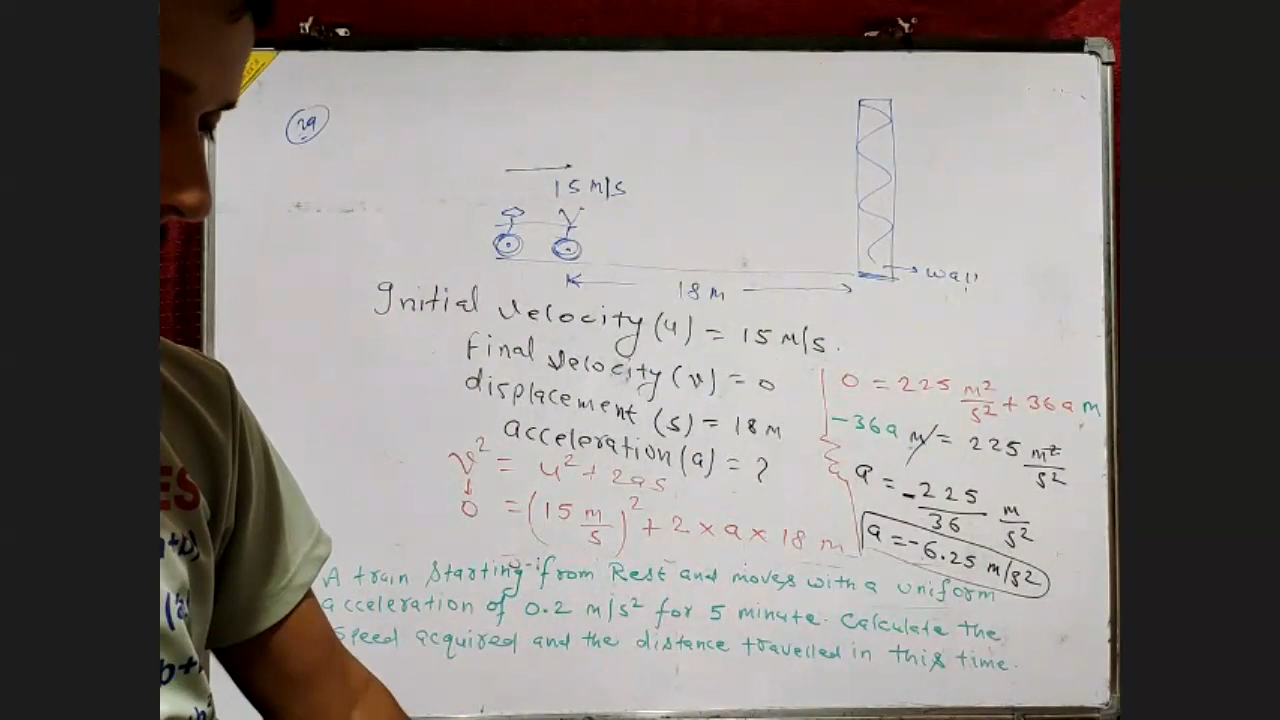 29
15 m/s
wall
18 m
Initial velocity (u) = 15 m/s.
Final velocity (v) = 0
displacement (s) = 18 m
acceleration (a) = ?
v² = u² + 2as
0 = (15 m/s)² + 2 × a × 18 m
0 = 225 m²/s² + 36a m
-36a m = 225 m²/s²
a = -225/36 m/s²
a = -6.25 m/s²
A train starting from Rest and moves with a uniform
acceleration of 0.2 m/s² for 5 minute. Calculate the
speed acquired and the distance travelled in this time.
ES